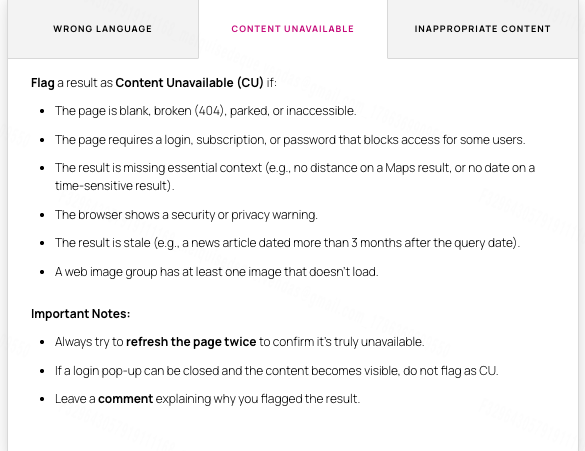 WRONG LANGUAGE
CONTENT UNAVAILABLE
INAPPROPRIATE CONTENT
Flag a result as Content Unavailable (CU) if:
• The page is blank, broken (404), parked, or inaccessible.
• The page requires a login, subscription, or password that blocks access for some users.
• The result is missing essential context (e.g., no distance on a Maps result, or no date on a
time-sensitive result).
• The browser shows a security or privacy warning.
• The result is stale (e.g., a news article dated more than 3 months after the query date).
• A web image group has at least one image that doesn't load.
Important Notes:
• Always try to refresh the page twice to confirm it's truly unavailable.
• If a login pop-up can be closed and the content becomes visible, do not flag as CU.
• Leave a comment explaining why you flagged the result.